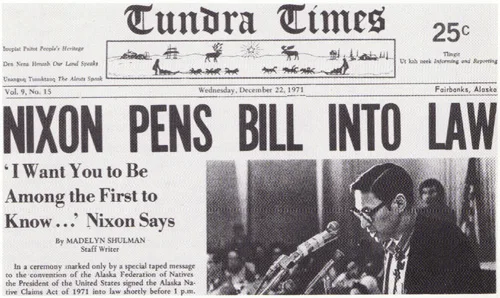 Tundra Times
25¢
Inupiat Paitot People's Heritage
Den Nena Henash Our Land Speaks
Unangug Tunuktauq The Aleuts Speak
Tlingit
Ut kah neek Informing and Reporting
Vol. 9, No. 15
Wednesday, December 22, 1971
Fairbanks, Alaska
NIXON PENS BILL INTO LAW
'I Want You to Be
Among the First to
Know...' Nixon Says
By MADELYN SHULMAN
Staff Writer
In a ceremony marked only by a special taped message
to the convention of the Alaska Federation of Natives
the President of the United States signed the Alaska Na-
tive Claims Act of 1971 into law shortly before 1 p.m.